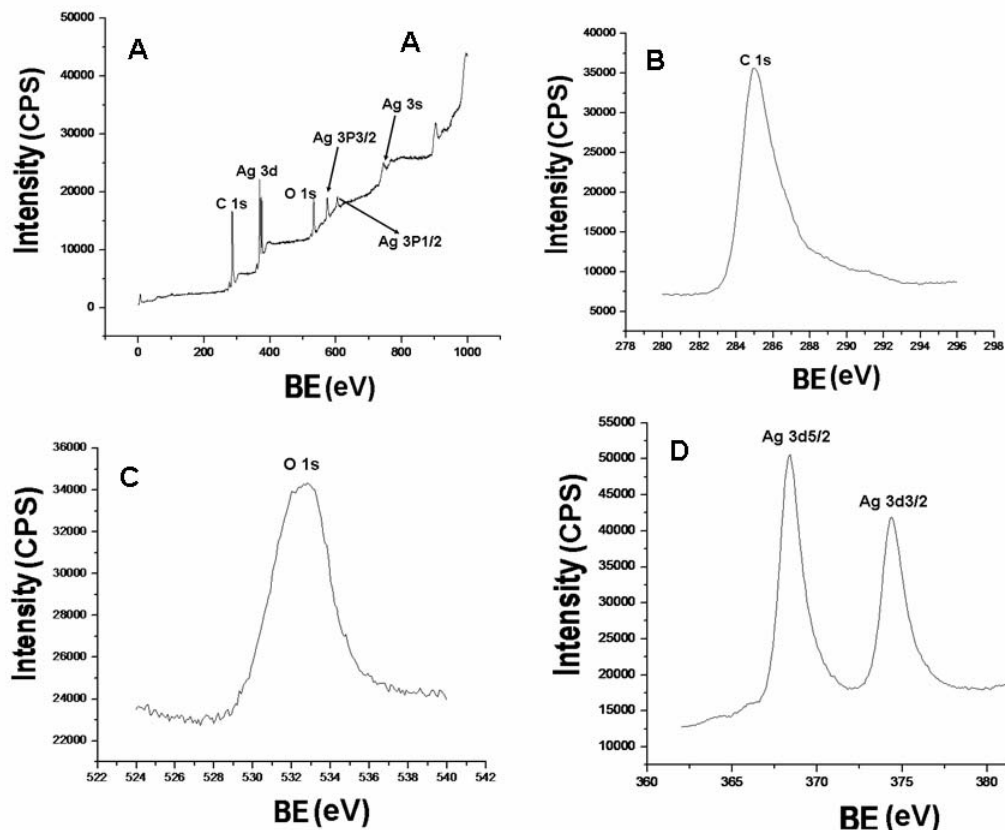 A
A
Intensity (CPS)
50000
40000
30000
20000
10000
0
C 1s
Ag 3d
O 1s
Ag 3P3/2
Ag 3s
Ag 3P1/2
0 200 400 600 800 1000
BE (eV)
B
C 1s
Intensity (CPS)
40000
35000
30000
25000
20000
15000
10000
5000
278 280 282 284 286 288 290 292 294 296 298
BE (eV)
C
O 1s
Intensity (CPS)
36000
34000
32000
30000
28000
26000
24000
22000
522 524 526 528 530 532 534 536 538 540 542
BE (eV)
D
Ag 3d5/2
Ag 3d3/2
Intensity (CPS)
55000
50000
45000
40000
35000
30000
25000
20000
15000
10000
360 365 370 375 380
BE (eV)